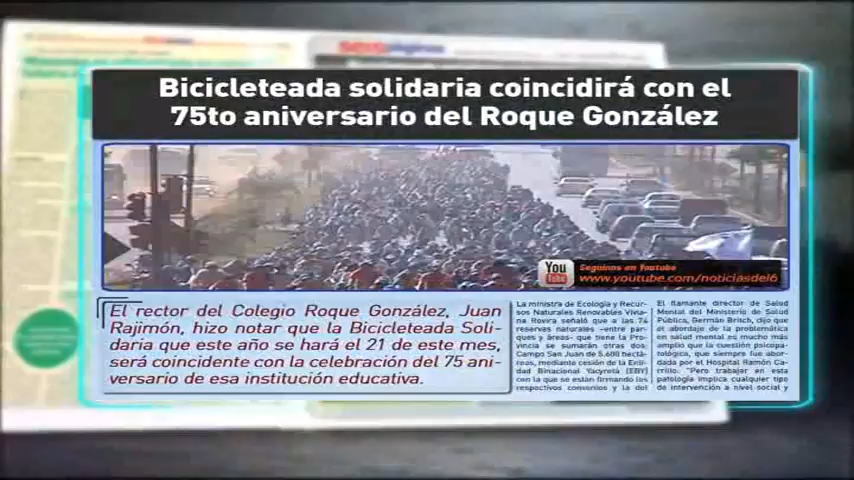 Bicicleteada solidaria coincidirá con el
75to aniversario del Roque González
You
Tube
Seguinos en Youtube
www.youtube.com/noticiasdel6
El rector del Colegio Roque González, Juan
Rajimón, hizo notar que la Bicicleteada Soli-
daria que este año se hará el 21 de este mes,
será coincidente con la celebración del 75 ani-
versario de esa institución educativa.
La ministra de Ecología y Recur-
sos Naturales Renovables Vivia-
na Rovira señaló que a las 74
reservas naturales -entre par-
ques y áreas- que tiene la Pro-
vincia se sumarán otras dos:
Campo San Juan de 5.600 hectá-
reas, mediante cesión de la Enti-
dad Binacional Yacyretá (EBY)
con la que se están firmando los
respectivos convenios y la del
El flamante director de Salud
Mental del Ministerio de Salud
Pública, Germán Britch, dijo que
el abordaje de la problemática
en salud mental es mucho más
amplio que la cuestión psicopa-
tológica, que siempre fue abor-
dada por el Hospital Ramón Ca-
rrillo. "Pero trabajar en esta
patología implica cualquier tipo
de intervención a nivel social y